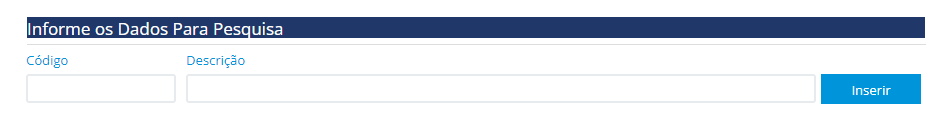 Informe os Dados Para Pesquisa
Código Descrição
Inserir